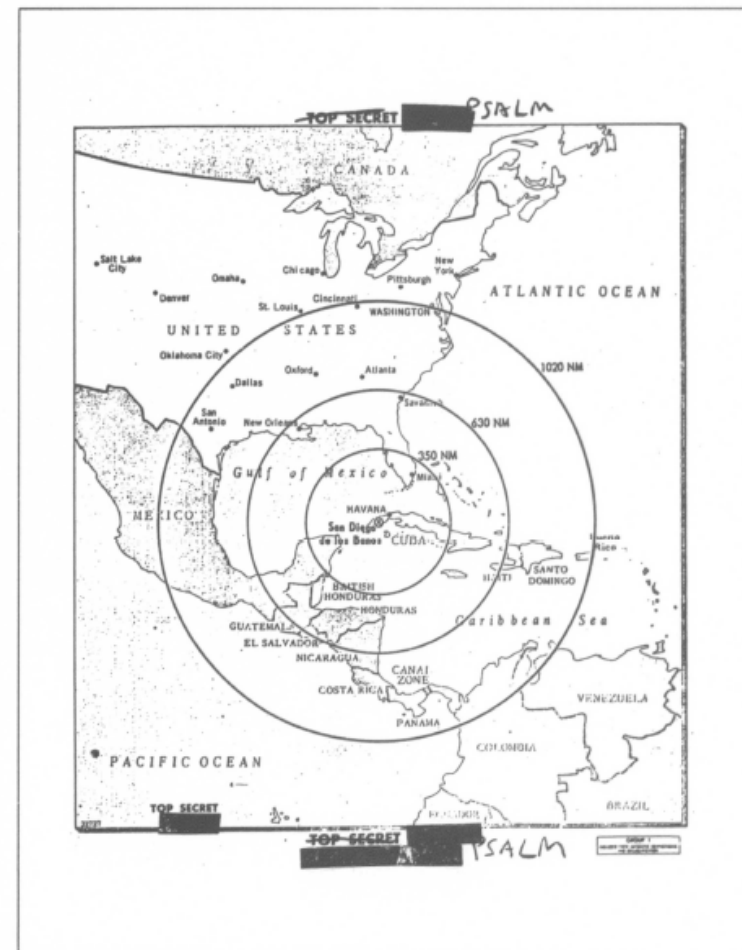 TOP SECRET PSALM
CANADA
Salt Lake
City
Omaha
Chicago
Pittsburgh
New
York
Denver
St. Louis
Cincinnati
WASHINGTON
ATLANTIC OCEAN
UNITED STATES
Oklahoma City
1020 NM
Oxford
Atlanta
Dallas
Savannah
San
Antonio
New Orleans
630 NM
350 NM
Gulf of Mexico
Miami
MEXICO
HAVANA
San Diego
de los Banos
CUBA
Rico
HAITI
SANTO
DOMINGO
BRITISH
HONDURAS
HONDURAS
GUATEMALA
EL SALVADOR
Caribbean Sea
NICARAGUA
CANAL
ZONE
COSTA RICA
VENEZUELA
PANAMA
COLOMBIA
PACIFIC OCEAN
TOP SECRET
ECUADOR
BRAZIL
TOP SECRET PSALM